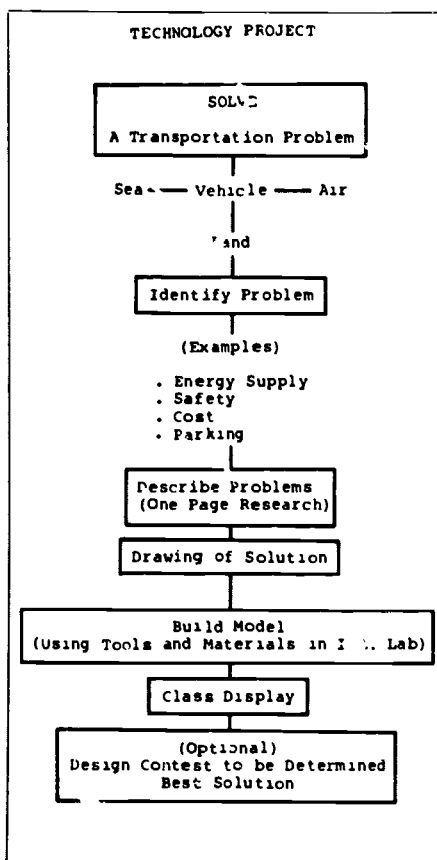 TECHNOLOGY PROJECT
SOLVE
A Transportation Problem
Sea Vehicle Air
Land
Identify Problem
(Examples)
. Energy Supply
. Safety
. Cost
. Parking
Describe Problems
(One Page Research)
Drawing of Solution
Build Model
(Using Tools and Materials in Lab)
Class Display
(Optional)
Design Contest to be Determined
Best Solution